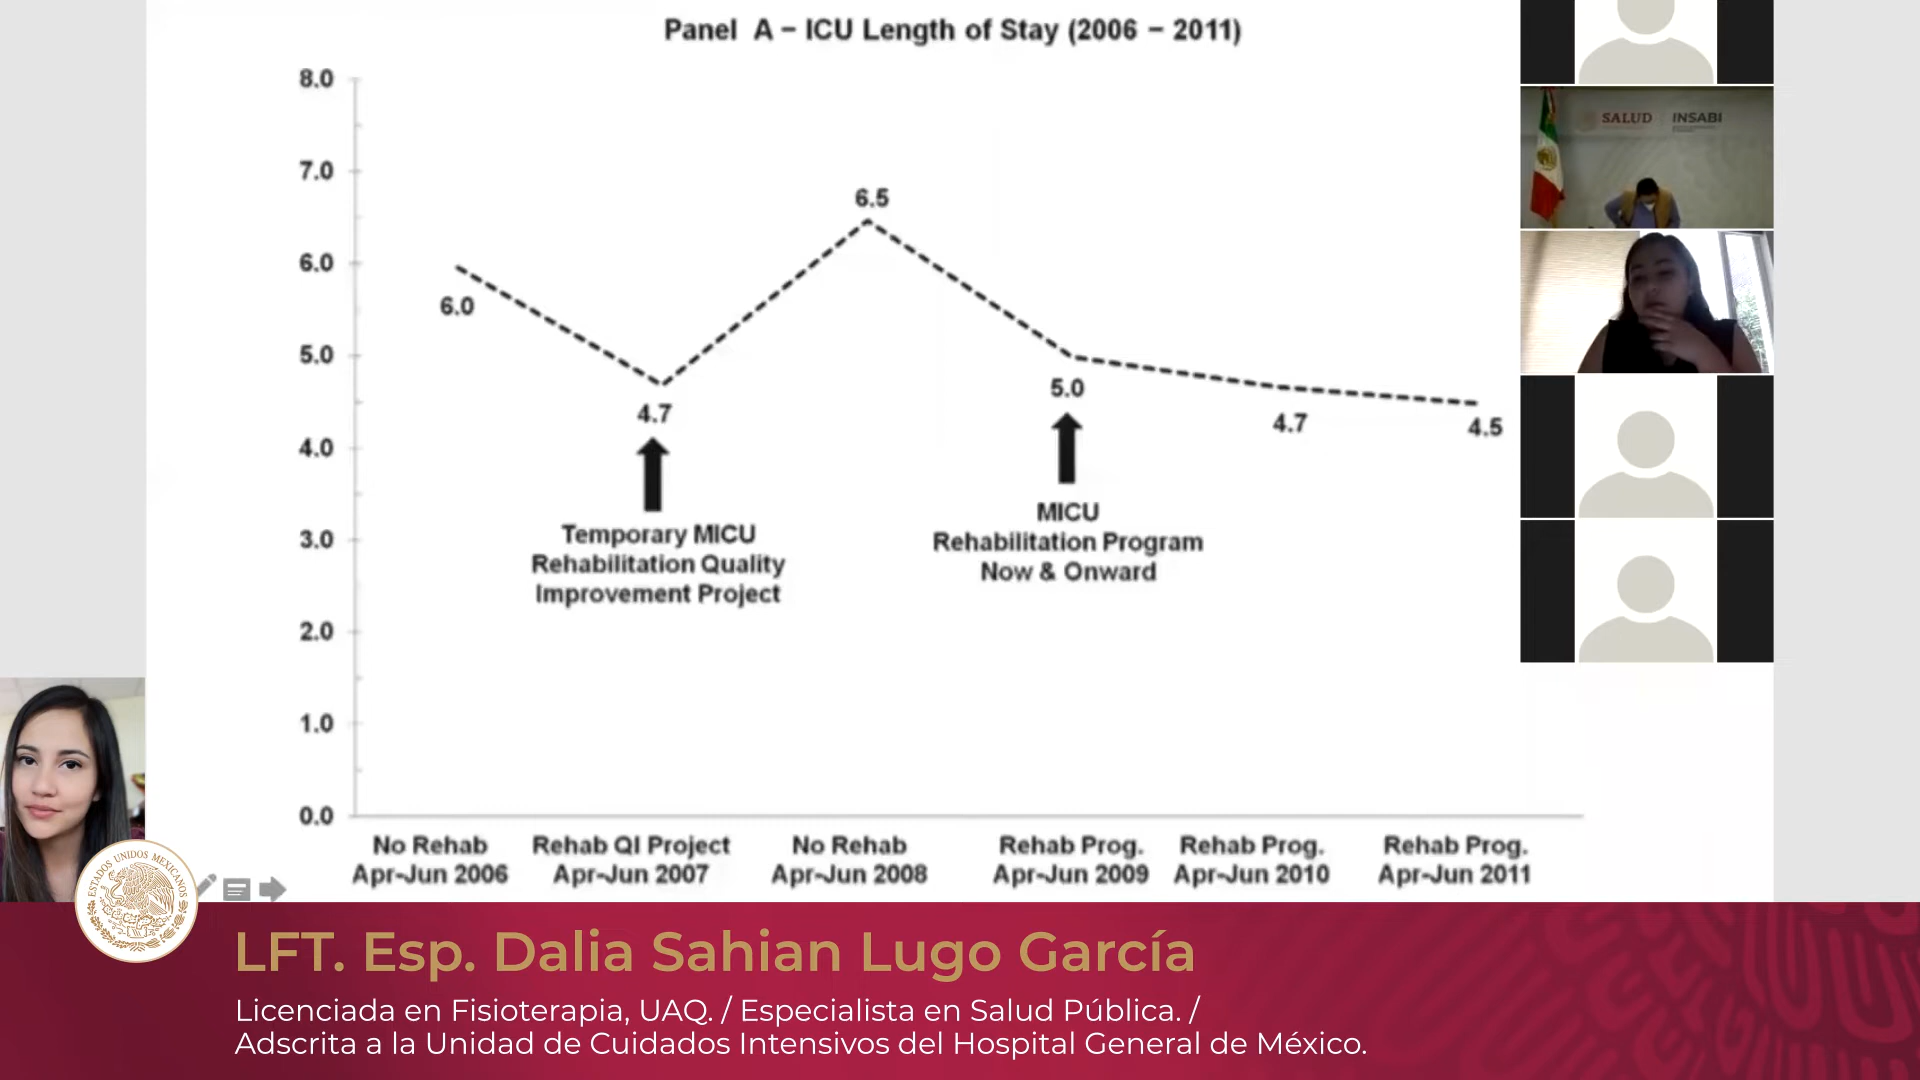 Panel A – ICU Length of Stay (2006 – 2011)
8.0
7.0
6.0
5.0
4.0
3.0
2.0
1.0
0.0
6.0
4.7
6.5
5.0
4.7
4.5
Temporary MICU
Rehabilitation Quality
Improvement Project
MICU
Rehabilitation Program
Now & Onward
No Rehab
Apr-Jun 2006
Rehab QI Project
Apr-Jun 2007
No Rehab
Apr-Jun 2008
Rehab Prog.
Apr-Jun 2009
Rehab Prog.
Apr-Jun 2010
Rehab Prog.
Apr-Jun 2011
SALUD
INSABI
ESTADOS UNIDOS MEXICANOS
LFT. Esp. Dalia Sahian Lugo García
Licenciada en Fisioterapia, UAQ. / Especialista en Salud Pública. /
Adscrita a la Unidad de Cuidados Intensivos del Hospital General de México.